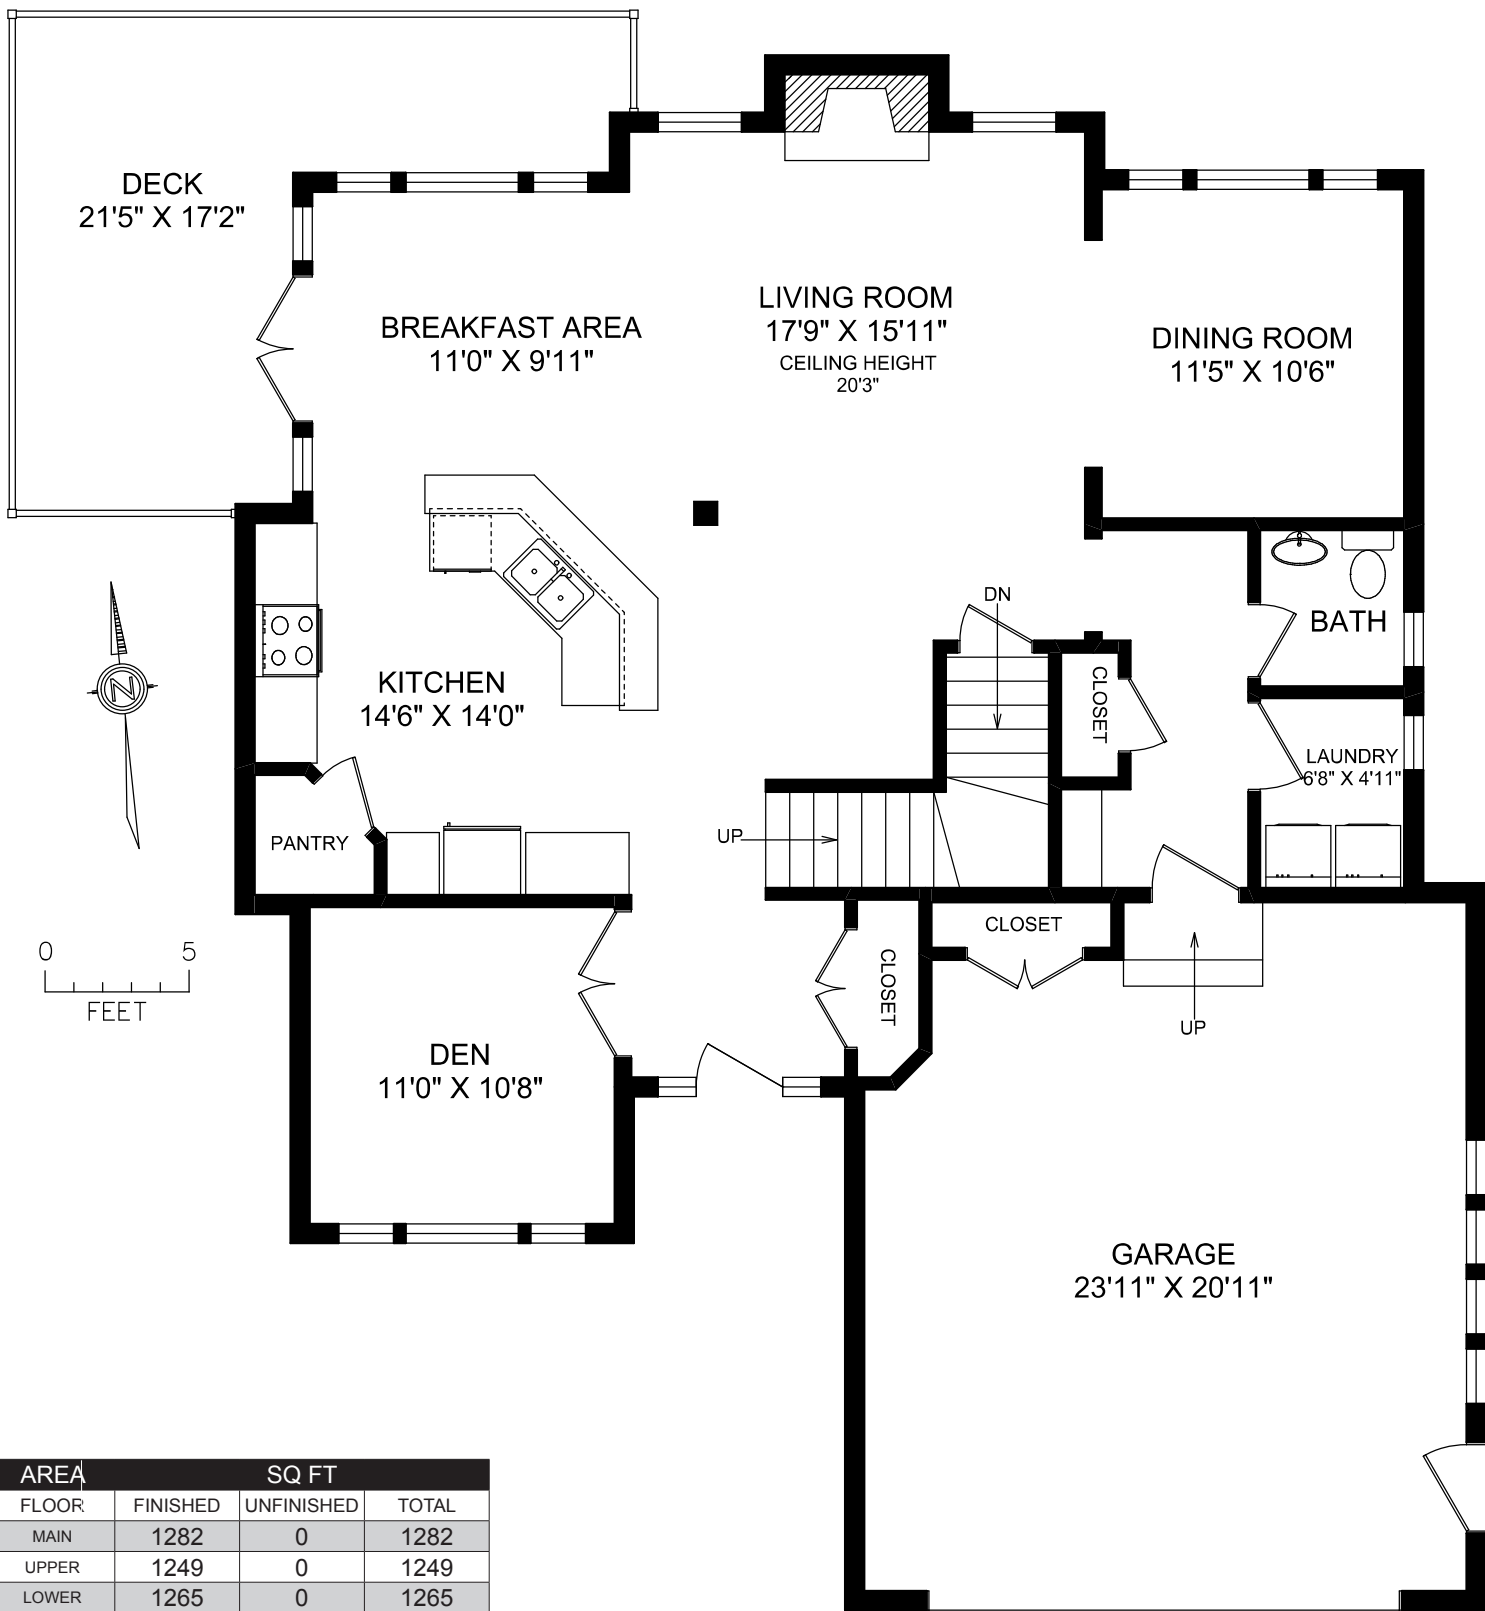 DECK
21'5" X 17'2"
BREAKFAST AREA
11'0" X 9'11"
LIVING ROOM
17'9" X 15'11"
CEILING HEIGHT
20'3"
DINING ROOM
11'5" X 10'6"
DN
BATH
CLOSET
KITCHEN
14'6" X 14'0"
N
LAUNDRY
6'8" X 4'11"
UP
PANTRY
CLOSET
CLOSET
0 5
FEET
UP
DEN
11'0" X 10'8"
GARAGE
23'11" X 20'11"
AREA SQ FT
FLOOR FINISHED UNFINISHED TOTAL
MAIN 1282 0 1282
UPPER 1249 0 1249
LOWER 1265 0 1265